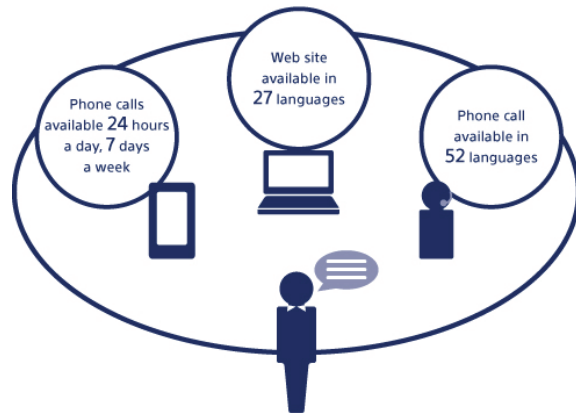 Phone calls
available 24 hours
a day, 7 days
a week
Web site
available in
27 languages
Phone call
available in
52 languages